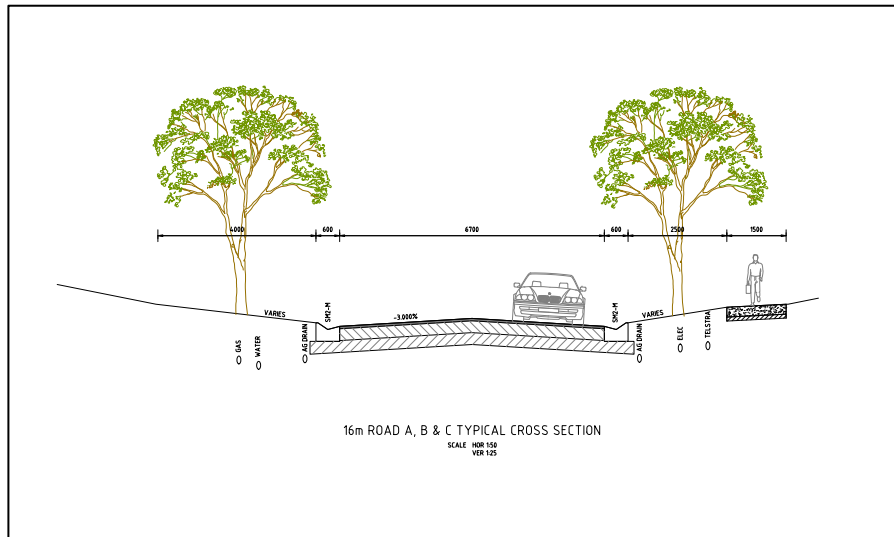 4000
600
6700
600
2500
1500
VARIES
SM2-M
-3.000%
SM2-M
VARIES
GAS
WATER
AG DRAIN
AG DRAIN
ELEC
TELSTRA
16m ROAD A, B & C TYPICAL CROSS SECTION
SCALE HOR 1:50
VER 1:25